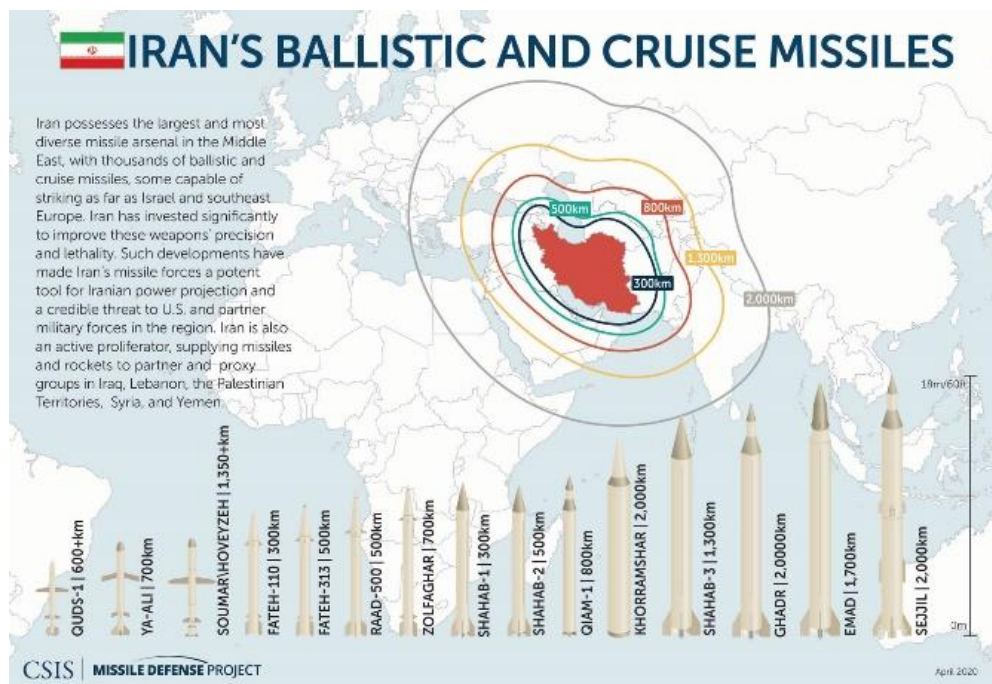 IRAN'S BALLISTIC AND CRUISE MISSILES
Iran possesses the largest and most
diverse missile arsenal in the Middle
East, with thousands of ballistic and
cruise missiles, some capable of
striking as far as Israel and southeast
Europe. Iran has invested significantly
to improve these weapons' precision
and lethality. Such developments have
made Iran's missile forces a potent
tool for Iranian power projection and
a credible threat to U.S. and partner
military forces in the region. Iran is also
an active proliferator, supplying missiles
and rockets to partner and proxy
groups in Iraq, Lebanon, the Palestinian
Territories, Syria, and Yemen.
500km
800km
1,300km
300km
2,000km
18m/60ft
QUDS-1 | 600+km
YA-ALI | 700km
SOUMAR\HOVEYZEH | 1,350+km
FATEH-110 | 300km
FATEH-313 | 500km
RAAD-500 | 500km
ZOLFAGHAR | 700km
SHAHAB-1 | 300km
SHAHAB-2 | 500km
QIAM-1 | 800km
KHORRAMSHAR | 2,000km
SHAHAB-3 | 1,300km
GHADR | 2,0000km
EMAD | 1,700km
SEJJIL | 2,000km
0m
CSIS | MISSILE DEFENSE PROJECT
April 2020